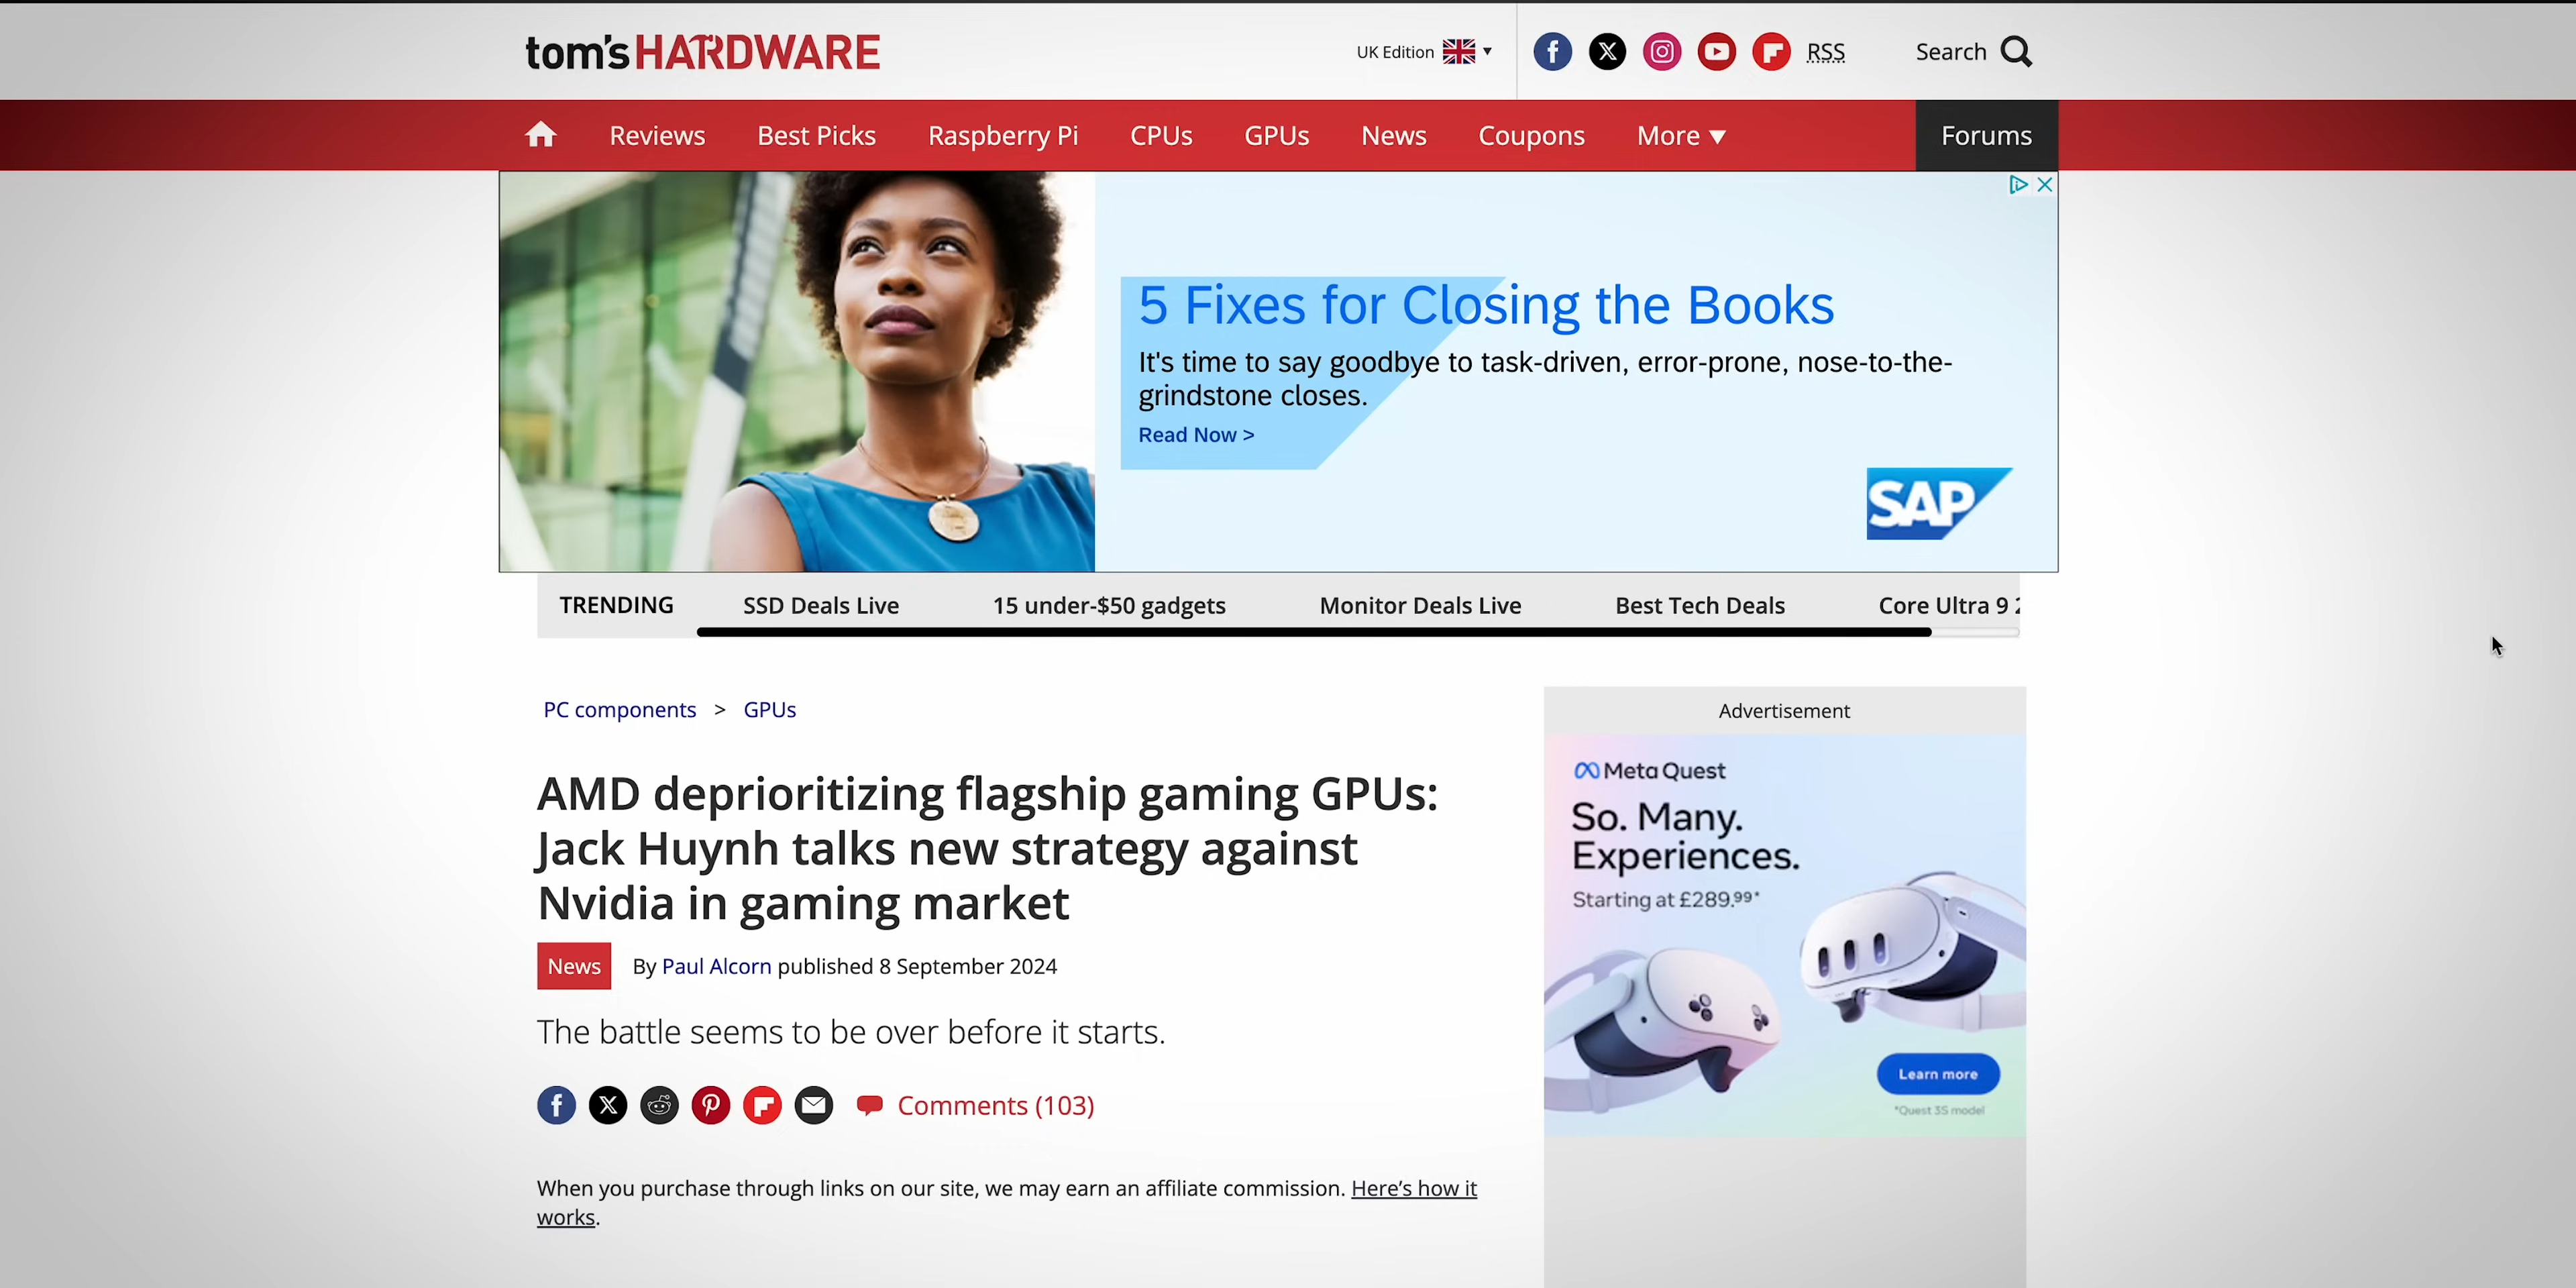 tom's HARDWARE
UK Edition
RSS
Search
Reviews
Best Picks
Raspberry Pi
CPUs
GPUs
News
Coupons
More
Forums
5 Fixes for Closing the Books
It's time to say goodbye to task-driven, error-prone, nose-to-the-
grindstone closes.
Read Now >
SAP
TRENDING
SSD Deals Live
15 under-$50 gadgets
Monitor Deals Live
Best Tech Deals
Core Ultra 9
PC components > GPUs
Advertisement
AMD deprioritizing flagship gaming GPUs:
Jack Huynh talks new strategy against
Nvidia in gaming market
News By Paul Alcorn published 8 September 2024
The battle seems to be over before it starts.
Comments (103)
When you purchase through links on our site, we may earn an affiliate commission. Here's how it
works.
Meta Quest
So. Many.
Experiences.
Starting at £289.99*
Learn more
*Quest 3S model